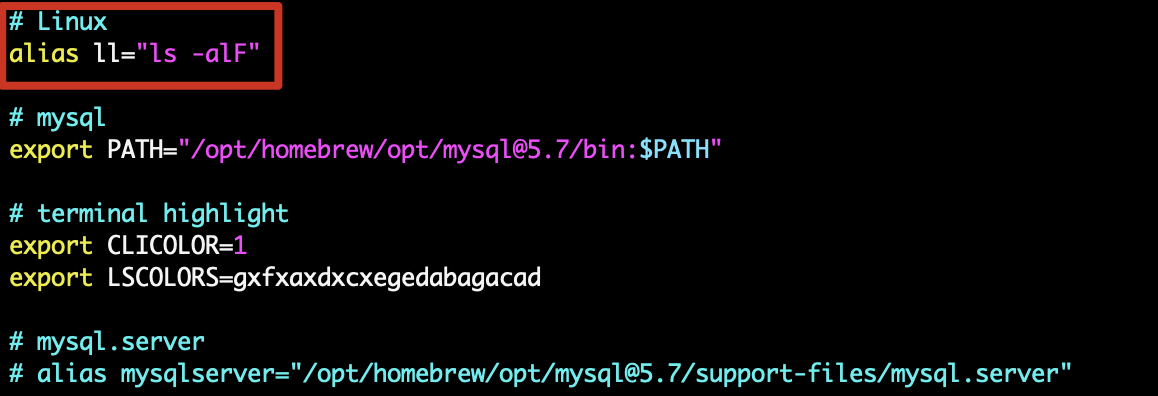 # Linux
alias ll="ls -alF"
# mysql
export PATH="/opt/homebrew/opt/mysql@5.7/bin:$PATH"
# terminal highlight
export CLICOLOR=1
export LSCOLORS=gxfxaxdxcxegedabagacad
# mysql.server
# alias mysqlserver="/opt/homebrew/opt/mysql@5.7/support-files/mysql.server"